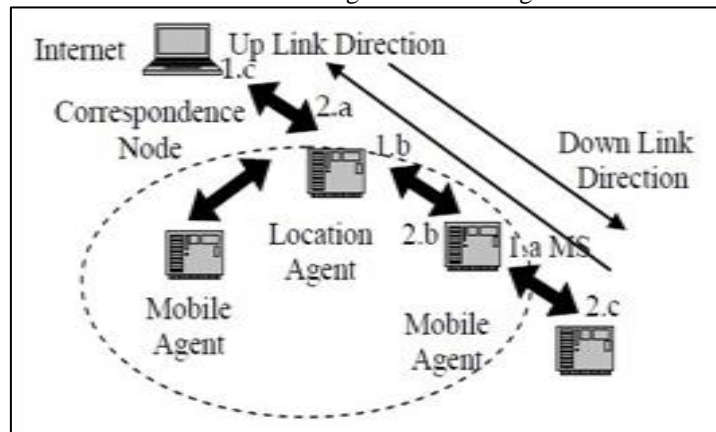 Internet
Up Link Direction
1.c
2.a
Correspondence
Node
1.b
Down Link
Direction
Location
Agent
2.b
1.a MS
Mobile
Agent
Mobile
Agent
2.c